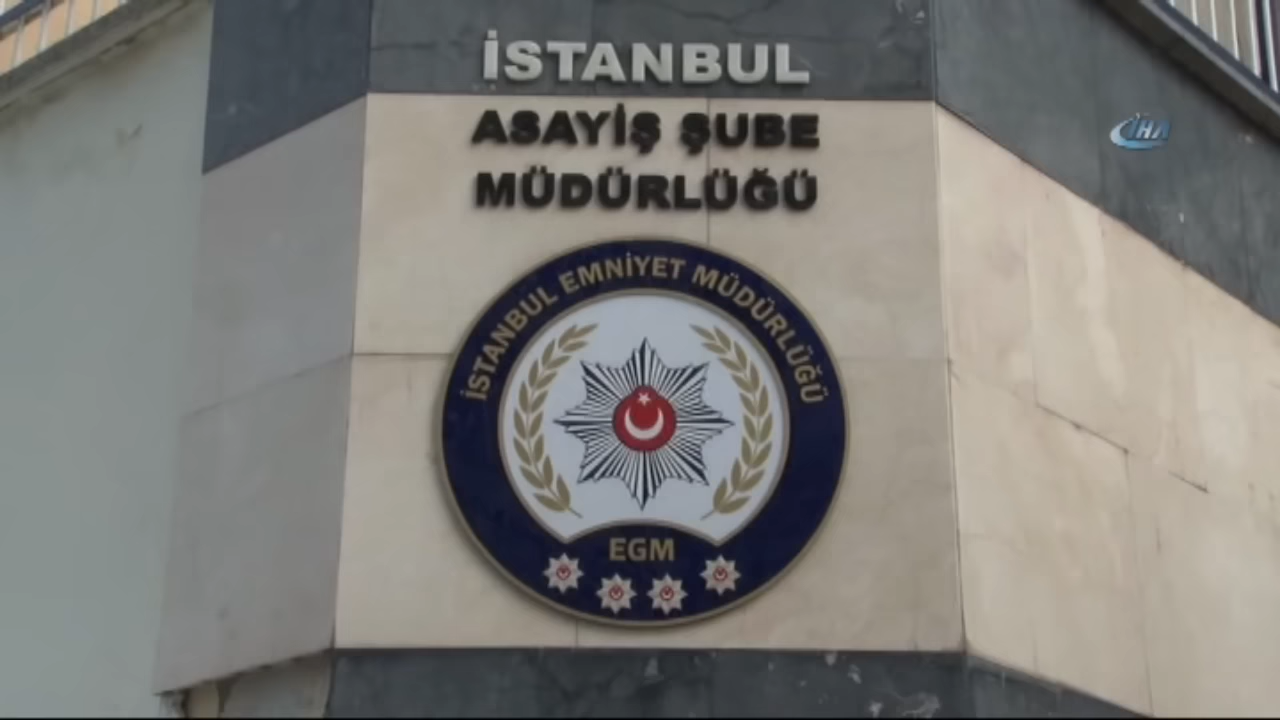 İSTANBUL
ASAYİŞ ŞUBE
MÜDÜRLÜĞÜ
İSTANBUL EMNİYET MÜDÜRLÜĞÜ
EGM
İHA